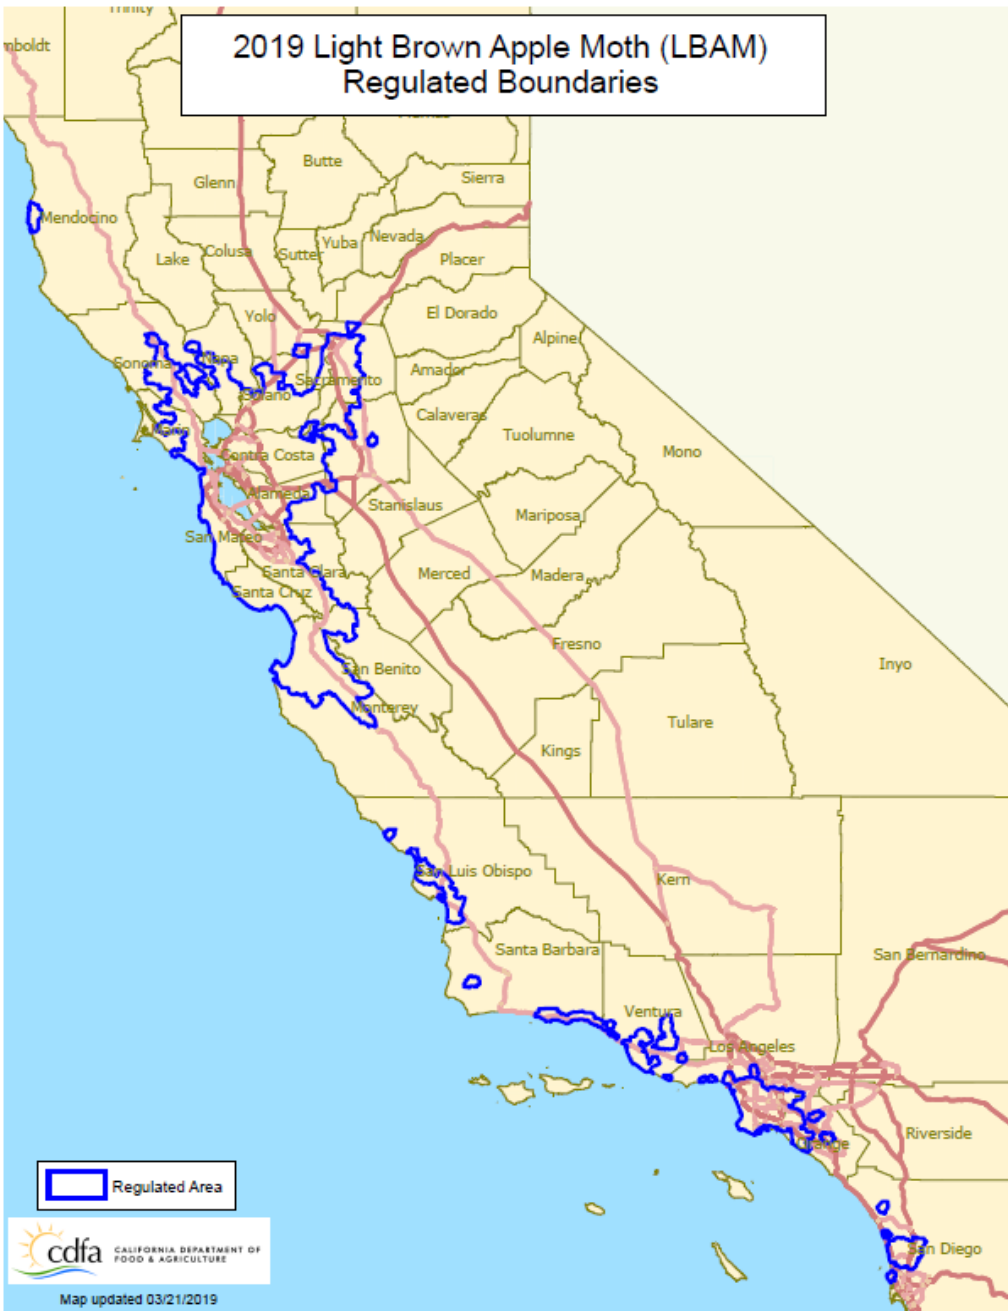 2019 Light Brown Apple Moth (LBAM)
Regulated Boundaries
Butte
Sierra
Glenn
Mendocino
Nevada
Yuba
Colusa
Sutter
Lake
Placer
El Dorado
Yolo
Alpine
Napa
Sonoma
Amador
Sacramento
Solano
Calaveras
Marin
Tuolumne
Mono
Contra Costa
Alameda
Stanislaus
Mariposa
San Mateo
Santa Clara
Merced
Madera
Santa Cruz
Fresno
Inyo
San Benito
Monterey
Tulare
Kings
San Luis Obispo
Kern
Santa Barbara
San Bernardino
Ventura
Los Angeles
Riverside
Orange
Regulated Area
San Diego
cdfa
CALIFORNIA DEPARTMENT OF
FOOD & AGRICULTURE
Map updated 03/21/2019